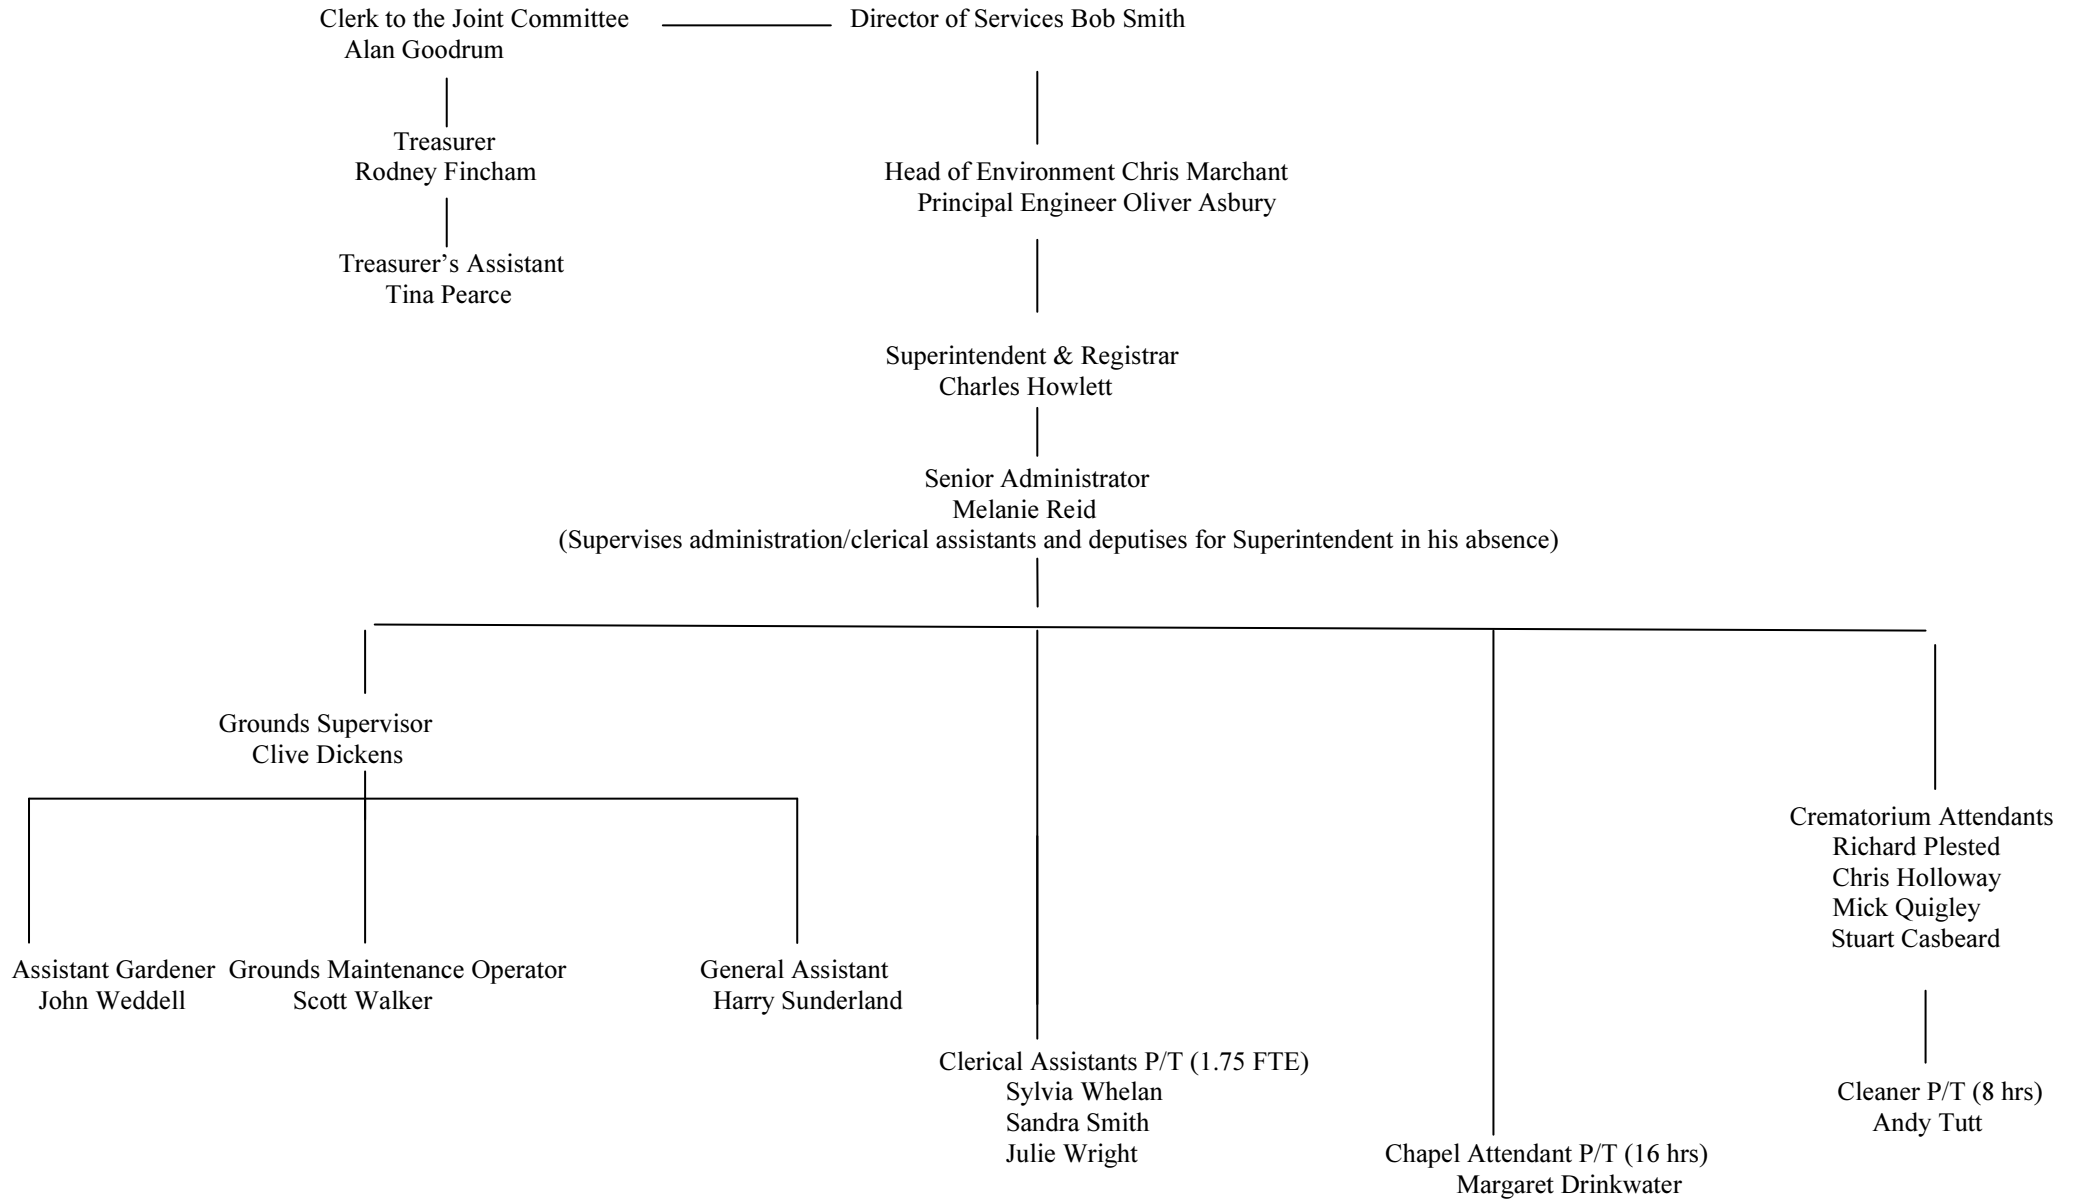 Clerk to the Joint Committee
Alan Goodrum
Director of Services Bob Smith
Treasurer
Rodney Fincham
Head of Environment Chris Marchant
Principal Engineer Oliver Asbury
Treasurer’s Assistant
Tina Pearce
Superintendent & Registrar
Charles Howlett
Senior Administrator
Melanie Reid
(Supervises administration/clerical assistants and deputises for Superintendent in his absence)
Grounds Supervisor
Clive Dickens
Assistant Gardener
John Weddell
Grounds Maintenance Operator
Scott Walker
General Assistant
Harry Sunderland
Clerical Assistants P/T (1.75 FTE)
Sylvia Whelan
Sandra Smith
Julie Wright
Chapel Attendant P/T (16 hrs)
Margaret Drinkwater
Crematorium Attendants
Richard Plested
Chris Holloway
Mick Quigley
Stuart Casbeard
Cleaner P/T (8 hrs)
Andy Tutt